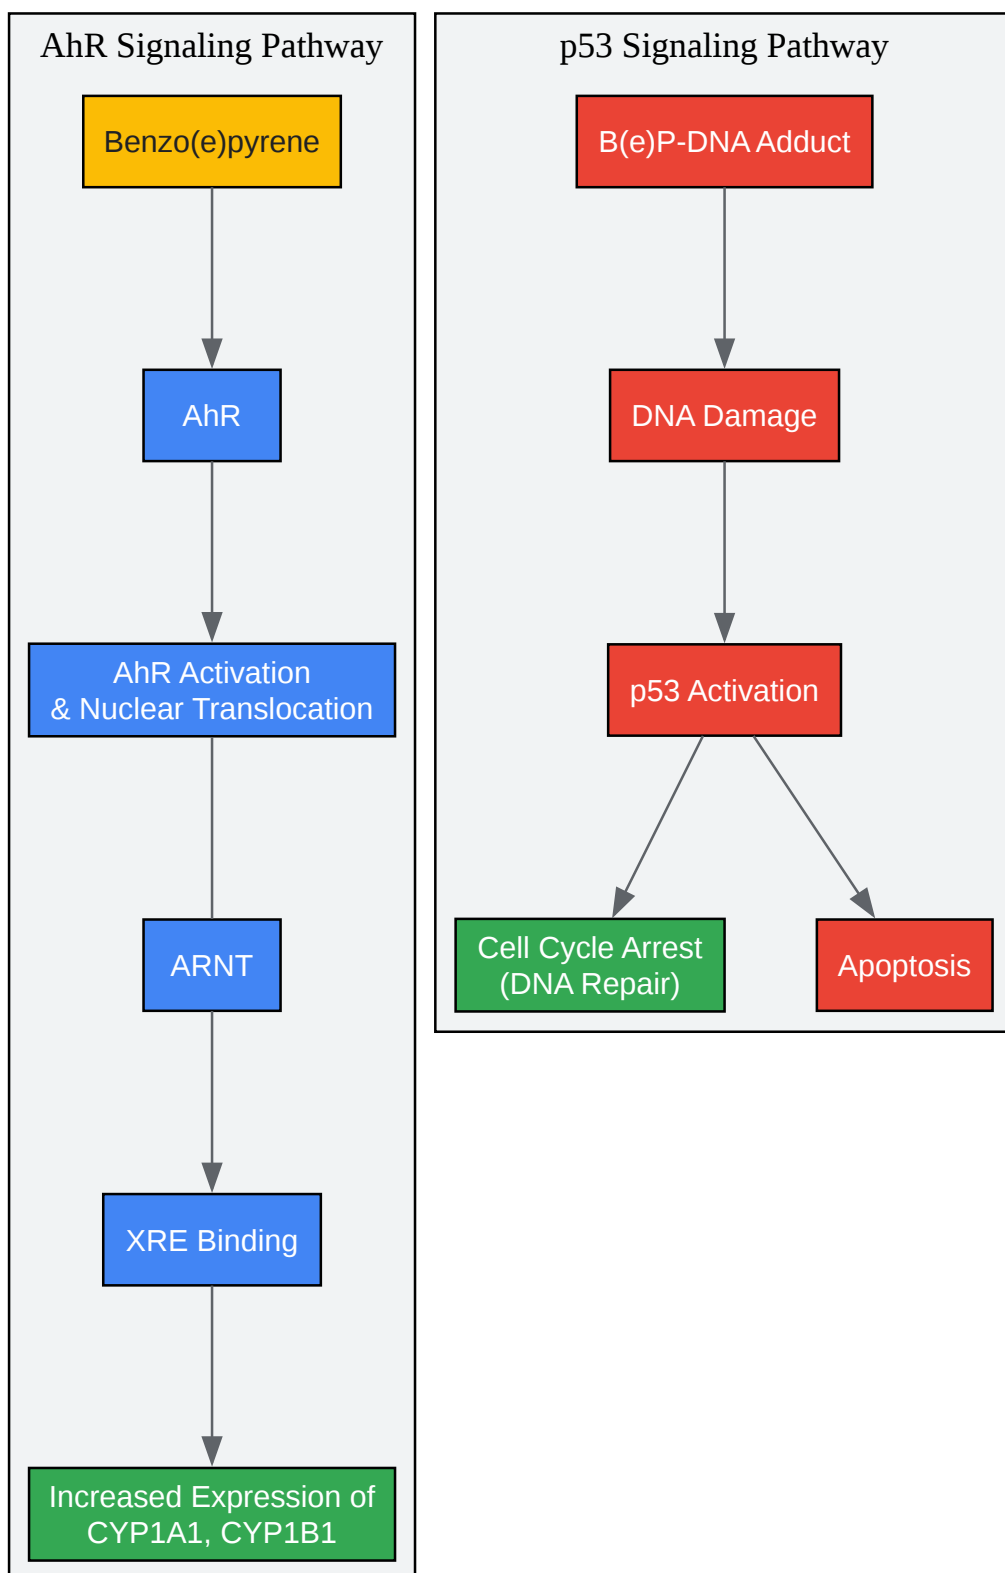 AhR Signaling Pathway
Benzo(e)pyrene
AhR
AhR Activation
& Nuclear Translocation
ARNT
XRE Binding
Increased Expression of
CYP1A1, CYP1B1
p53 Signaling Pathway
B(e)P-DNA Adduct
DNA Damage
p53 Activation
Cell Cycle Arrest
(DNA Repair)
Apoptosis